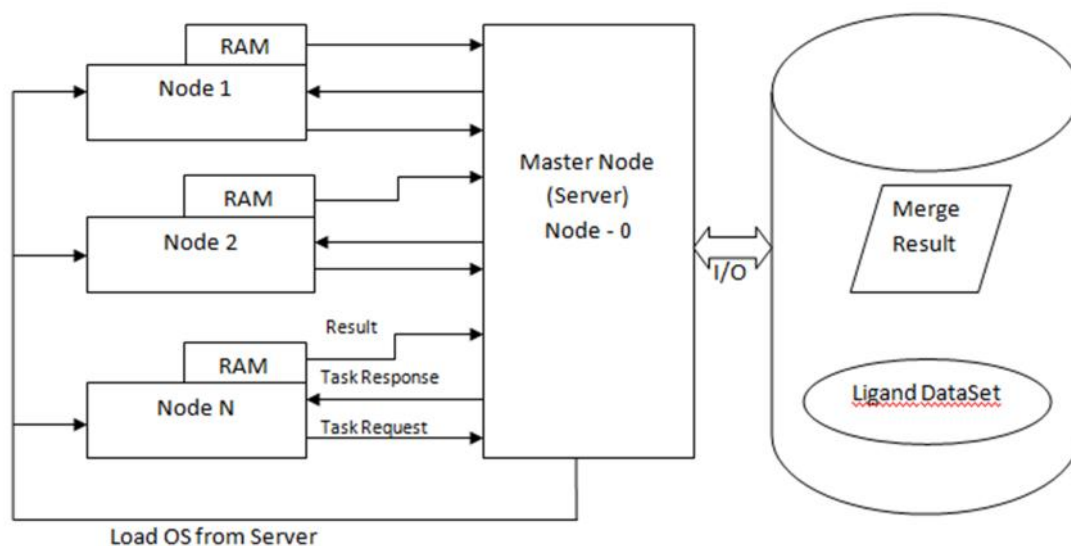 RAM
Node 1
RAM
Node 2
Result
RAM
Task Response
Node N
Task Request
Load OS from Server
Master Node
(Server)
Node - 0
I/O
Merge
Result
Ligand DataSet